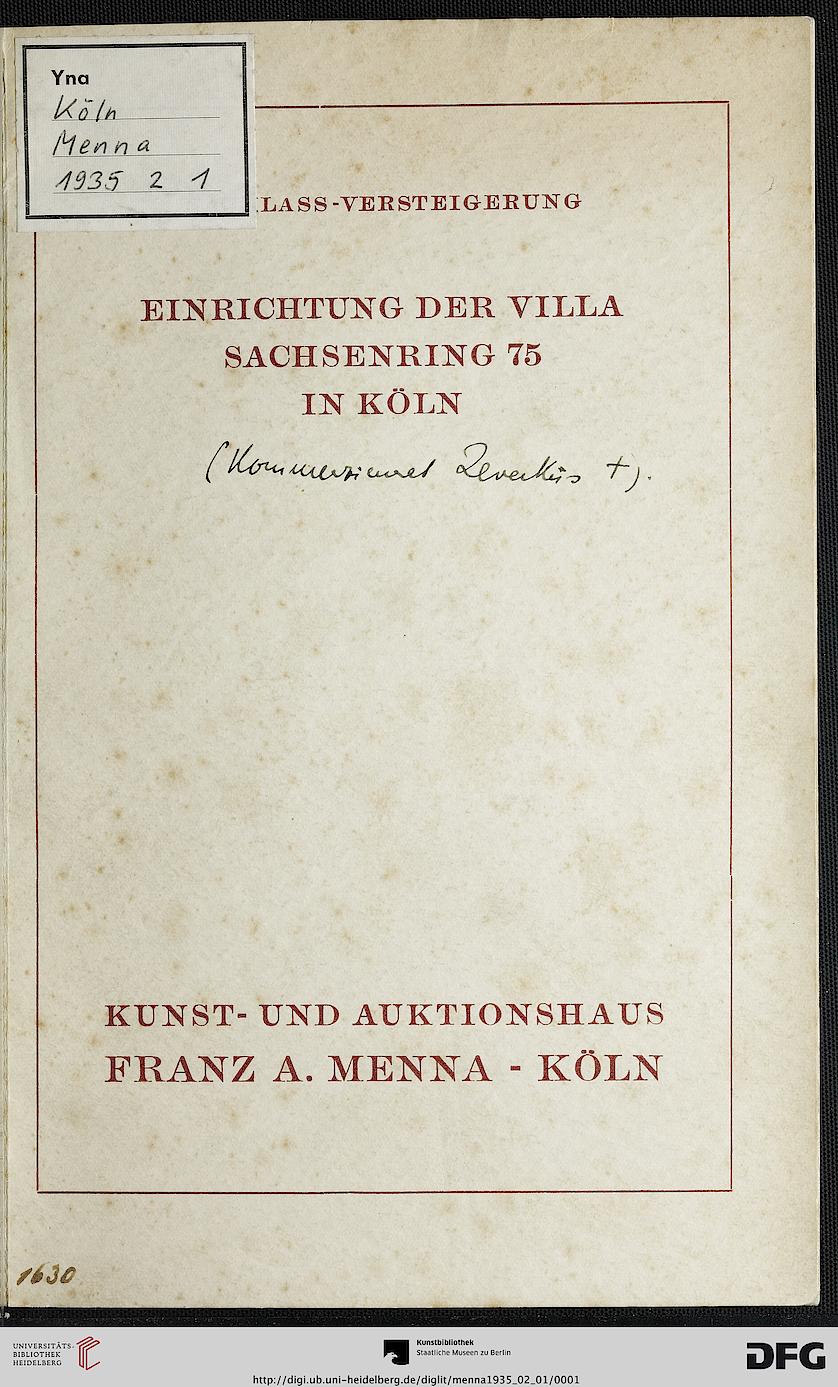 Yna
Köln
Menna
1935 2 1
LASS-VERSTEIGERUNG
EINRICHTUNG DER VILLA
SACHSENRING 75
IN KÖLN
(Kommerzienrat Leverkus †).
KUNST- UND AUKTIONSHAUS
FRANZ A. MENNA - KÖLN
1630
UNIVERSITÄTS-
BIBLIOTHEK
HEIDELBERG
Kunstbibliothek
Staatliche Museen zu Berlin
DFG
http://digi.ub.uni-heidelberg.de/diglit/menna1935_02_01/0001